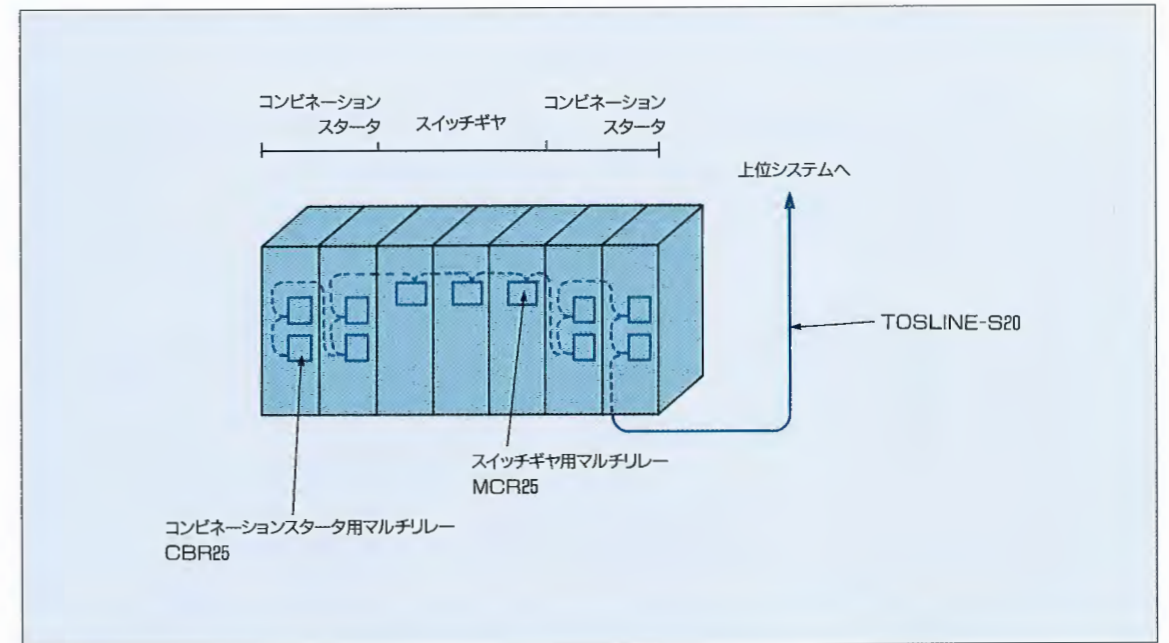 コンビネーション
スタータ
スイッチギヤ
コンビネーション
スタータ
上位システムへ
TOSLINE-S20
スイッチギヤ用マルチリレー
MCR25
コンビネーションスタータ用マルチリレー
CBR25